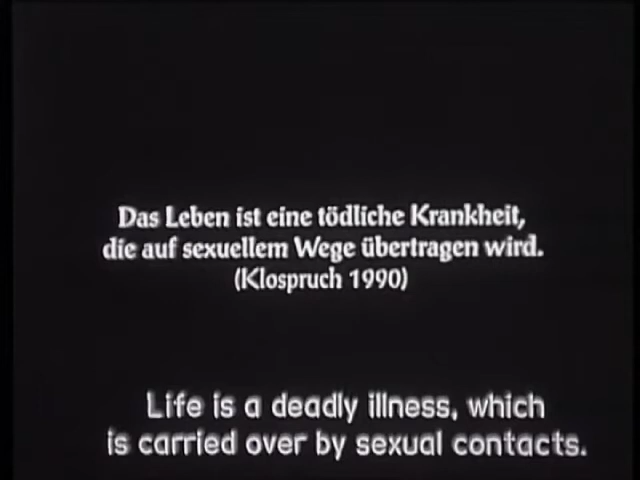 Das Leben ist eine tödliche Krankheit,
die auf sexuellem Wege übertragen wird.
(Klospruch 1990)
Life is a deadly illness, which
is carried over by sexual contacts.